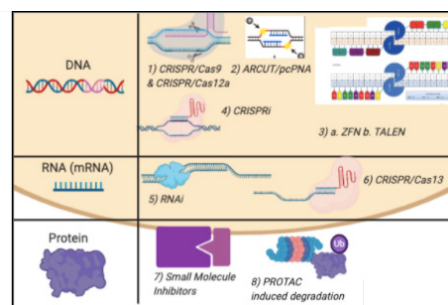 DNA
1) CRISPR/Cas9
& CRISPR/Cas12a
2) ARCUT/pcPNA
4) CRISPRi
3) a. ZFN b. TALEN
RNA (mRNA)
5) RNAi
6) CRISPR/Cas13
Protein
7) Small Molecule
Inhibitors
Ub
8) PROTAC
induced degradation